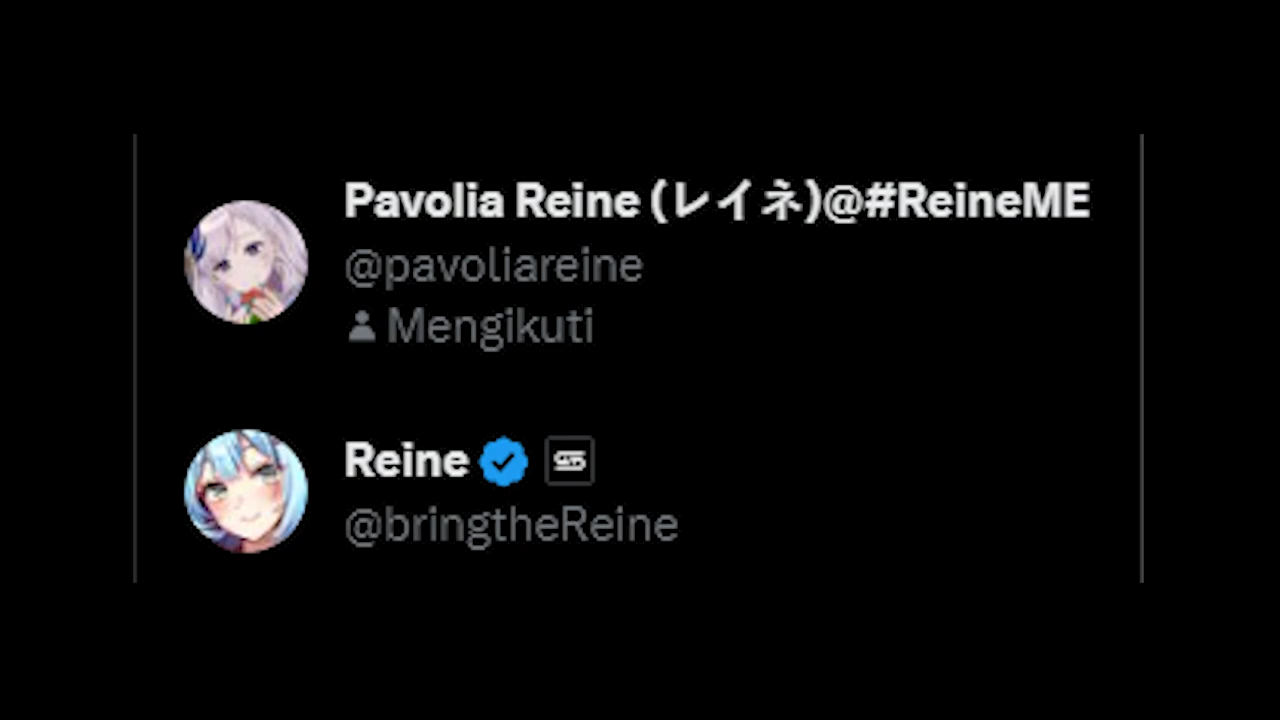 Pavolia Reine (レイネ)@#ReineME
@pavoliareine
Mengikuti
Reine
@bringtheReine